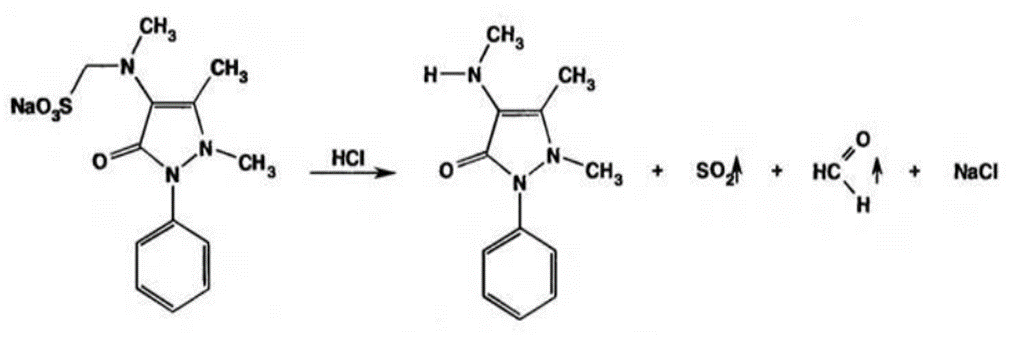 CH₃
N
CH₃
NaO₃S
O
N
N
CH₃
HCl
CH₃
H–N
CH₃
O
N
N
CH₃
+ SO₂↑ + HC O H ↑ + NaCl